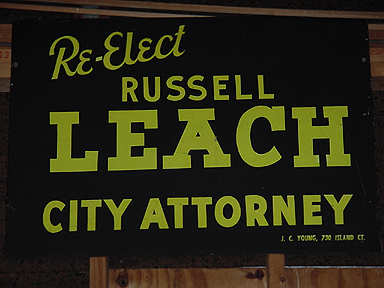 Re-Elect
RUSSELL
LEACH
CITY ATTORNEY
J. C. YOUNG, 730 ISLAND CT.